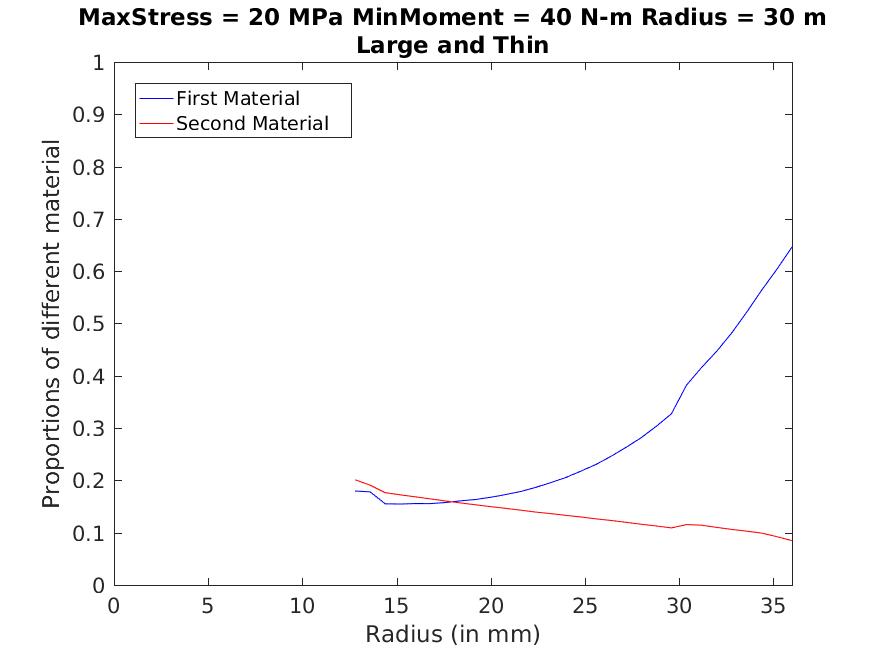 MaxStress = 20 MPa MinMoment = 40 N-m Radius = 30 m
Large and Thin
1
First Material
Second Material
0.9
0.8
0.7
0.6
0.5
0.4
0.3
0.2
0.1
0
Proportions of different material
0 5 10 15 20 25 30 35
Radius (in mm)